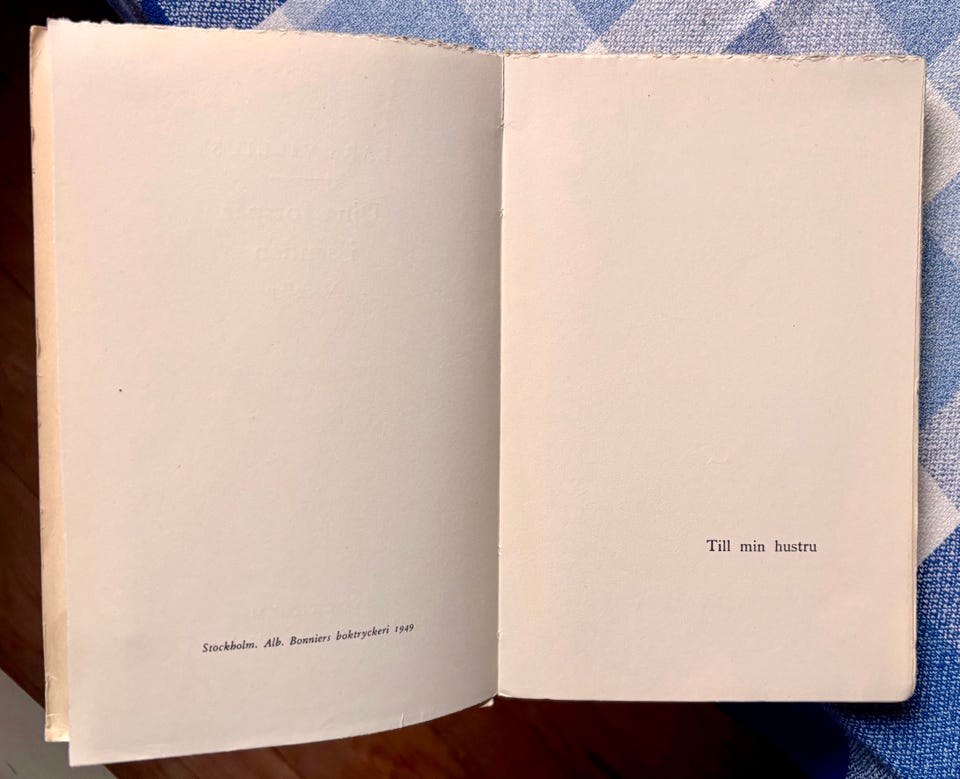 Stockholm. Alb. Bonniers boktryckeri 1949
Till min hustru